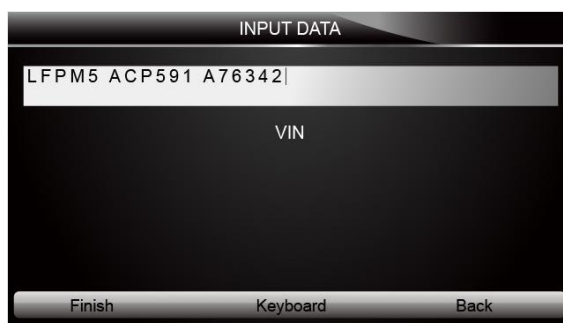 INPUT DATA
LFPM5 ACP591 A76342
VIN
Finish Keyboard Back